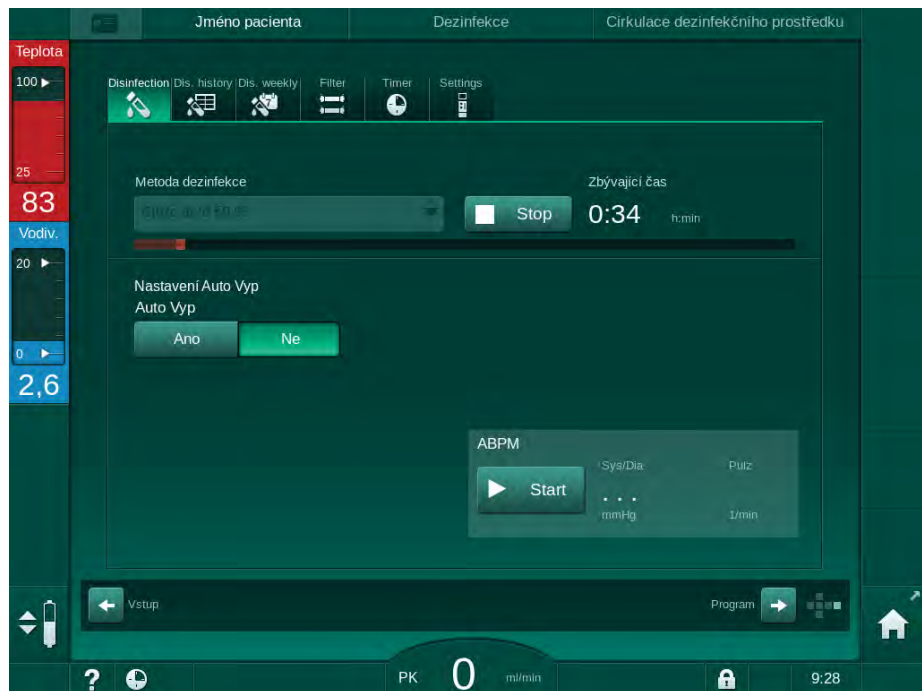 Jméno pacienta
Dezinfekce
Cirkulace dezinfekčního prostředku
Teplota
100
25
83
Vodiv.
20
0
2,6
Disinfection
Dis. history
Dis. weekly
Filter
Timer
Settings
Metoda dezinfekce
Zbývající čas
Stop
0:34
h:min
Nastavení Auto Vyp
Auto Vyp
Ano
Ne
ABPM
Sys/Dia
Pulz
Start
. . .
mmHg
1/min
Vstup
Program
?
PK
0
ml/min
9:28